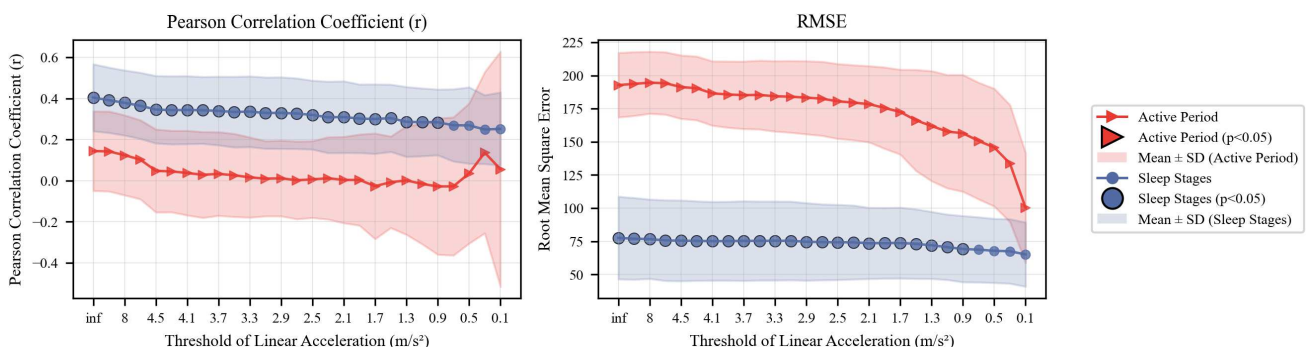 Pearson Correlation Coefficient (r)
Pearson Correlation Coefficient (r)
0.6
0.4
0.2
0.0
−0.2
−0.4
inf 8 4.5 4.1 3.7 3.3 2.9 2.5 2.1 1.7 1.3 0.9 0.5 0.1
Threshold of Linear Acceleration (m/s²)
RMSE
Root Mean Square Error
225
200
175
150
125
100
75
50
inf 8 4.5 4.1 3.7 3.3 2.9 2.5 2.1 1.7 1.3 0.9 0.5 0.1
Threshold of Linear Acceleration (m/s²)
Active Period
Active Period (p<0.05)
Mean ± SD (Active Period)
Sleep Stages
Sleep Stages (p<0.05)
Mean ± SD (Sleep Stages)